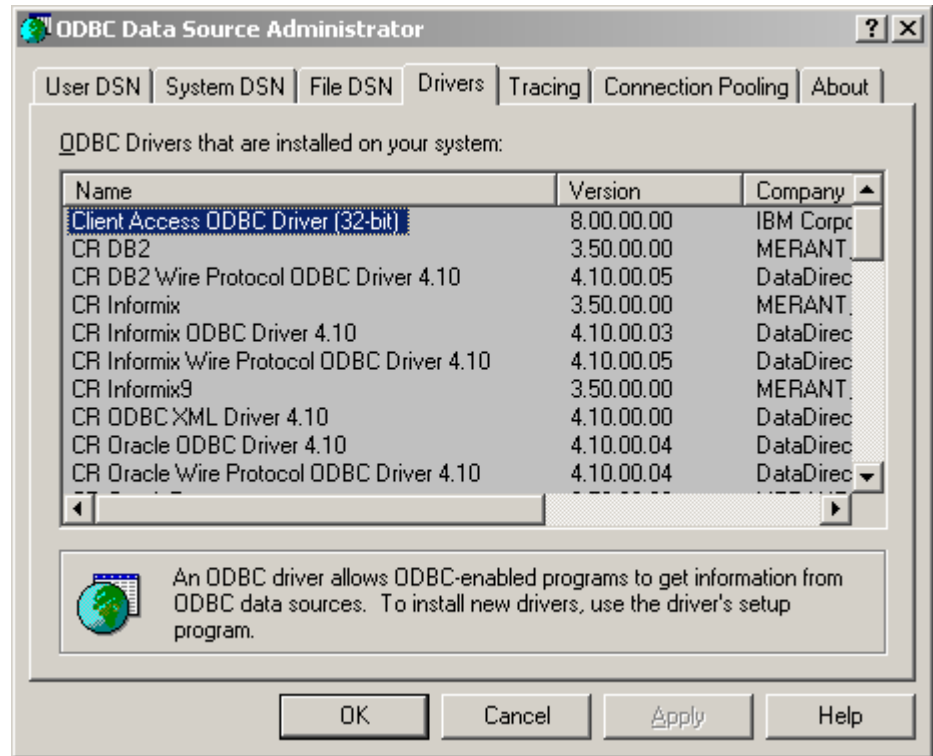 ODBC Data Source Administrator
User DSN System DSN File DSN Drivers Tracing Connection Pooling About
ODBC Drivers that are installed on your system:
Name Version Company
Client Access ODBC Driver (32-bit) 8.00.00.00 IBM Corpo
CR DB2 3.50.00.00 MERANT
CR DB2 Wire Protocol ODBC Driver 4.10 4.10.00.05 DataDirec
CR Informix 3.50.00.00 MERANT
CR Informix ODBC Driver 4.10 4.10.00.03 DataDirec
CR Informix Wire Protocol ODBC Driver 4.10 4.10.00.05 DataDirec
CR Informix9 3.50.00.00 MERANT
CR ODBC XML Driver 4.10 4.10.00.00 DataDirec
CR Oracle ODBC Driver 4.10 4.10.00.04 DataDirec
CR Oracle Wire Protocol ODBC Driver 4.10 4.10.00.04 DataDirec
An ODBC driver allows ODBC-enabled programs to get information from
ODBC data sources. To install new drivers, use the driver's setup
program.
OK Cancel Apply Help